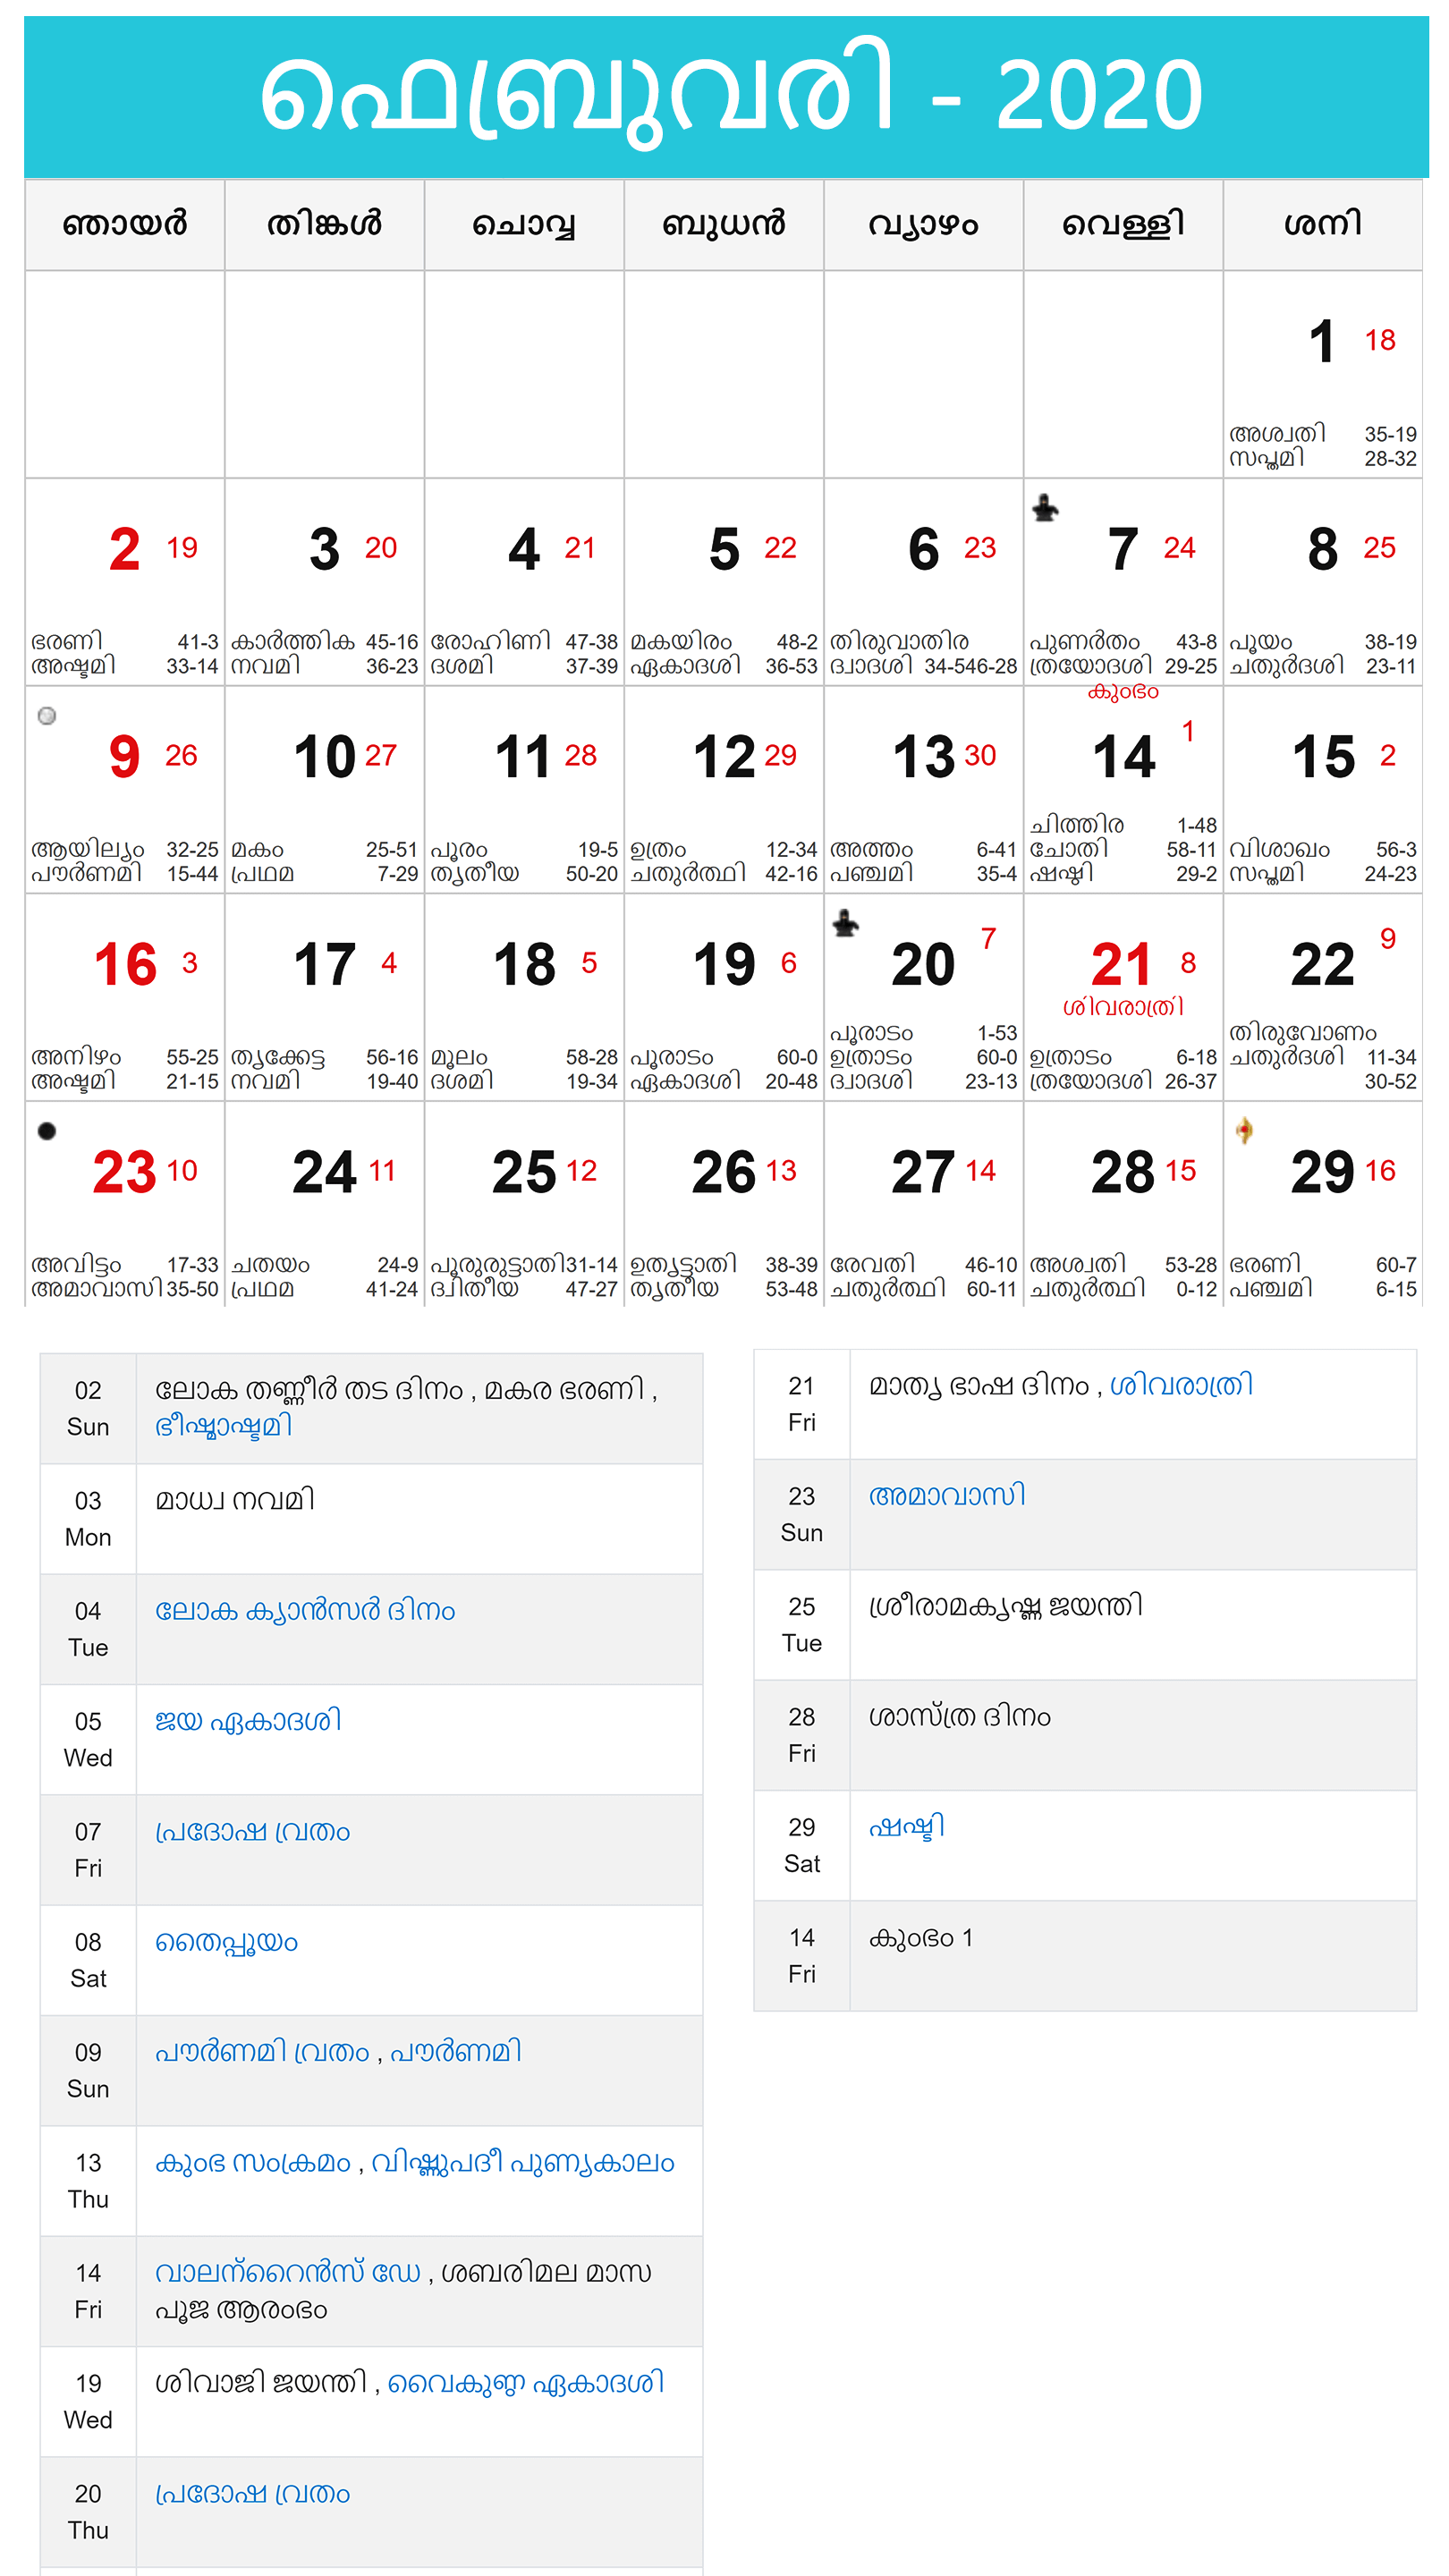 ഫെബ്രുവരി - 2020
ഞായർ തിങ്കൾ ചൊവ്വ ബുധൻ വ്യാഴം വെള്ളി ശനി
1 18
അശ്വതി 35-19
സപ്തമി 28-32
2 19 3 20 4 21 5 22 6 23 7 24 8 25
ഭരണി 41-3 കാർത്തിക 45-16 രോഹിണി 47-38 മകയിരം 48-2 തിരുവാതിര പുണർതം 43-8 പൂയം 38-19
അഷ്ടമി 33-14 നവമി 36-23 ദശമി 37-39 ഏകാദശി 36-53 ദ്വാദശി 34-546-28 ത്രയോദശി 29-25 ചതുർദശി 23-11
കുംഭം
9 26 10 27 11 28 12 29 13 30 14 1 15 2
ചിത്തിര 1-48
ആയില്യം 32-25 മകം 25-51 പൂരം 19-5 ഉത്രം 12-34 അത്തം 6-41 ചോതി 58-11 വിശാഖം 56-3
പൗർണമി 15-44 പ്രഥമ 7-29 തൃതീയ 50-20 ചതുർത്ഥി 42-16 പഞ്ചമി 35-4 ഷഷ്ഠി 29-2 സപ്തമി 24-23
16 3 17 4 18 5 19 6 20 7 21 8 22 9
ശിവരാത്രി
പൂരാടം 1-53 തിരുവോണം
അനിഴം 55-25 തൃക്കേട്ട 56-16 മൂലം 58-28 പൂരാടം 60-0 ഉത്രാടം 60-0 ഉത്രാടം 6-18 ചതുർദശി 11-34
അഷ്ടമി 21-15 നവമി 19-40 ദശമി 19-34 ഏകാദശി 20-48 ദ്വാദശി 23-13 ത്രയോദശി 26-37 30-52
23 10 24 11 25 12 26 13 27 14 28 15 29 16
അവിട്ടം 17-33 ചതയം 24-9 പൂരുരുട്ടാതി 31-14 ഉതൃട്ടാതി 38-39 രേവതി 46-10 അശ്വതി 53-28 ഭരണി 60-7
അമാവാസി 35-50 പ്രഥമ 41-24 ദ്വിതീയ 47-27 തൃതീയ 53-48 ചതുർത്ഥി 60-11 ചതുർത്ഥി 0-12 പഞ്ചമി 6-15
02 Sun ലോക തണ്ണീർ തട ദിനം , മകര ഭരണി ,
ഭീഷ്മാഷ്ടമി
03 Mon മാധ്വ നവമി
04 Tue ലോക ക്യാൻസർ ദിനം
05 Wed ജയ ഏകാദശി
07 Fri പ്രദോഷ വ്രതം
08 Sat തൈപ്പൂയം
09 Sun പൗർണമി വ്രതം , പൗർണമി
13 Thu കുംഭ സംക്രമം , വിഷ്ണുപദീ പുണ്യകാലം
14 Fri വാലന്റൈൻസ് ഡേ , ശബരിമല മാസ
പൂജ ആരംഭം
19 Wed ശിവാജി ജയന്തി , വൈകുണ്ഠ ഏകാദശി
20 Thu പ്രദോഷ വ്രതം
21 Fri മാതൃ ഭാഷ ദിനം , ശിവരാത്രി
23 Sun അമാവാസി
25 Tue ശ്രീരാമകൃഷ്ണ ജയന്തി
28 Fri ശാസ്ത്ര ദിനം
29 Sat ഷഷ്ടി
14 Fri കുംഭം 1